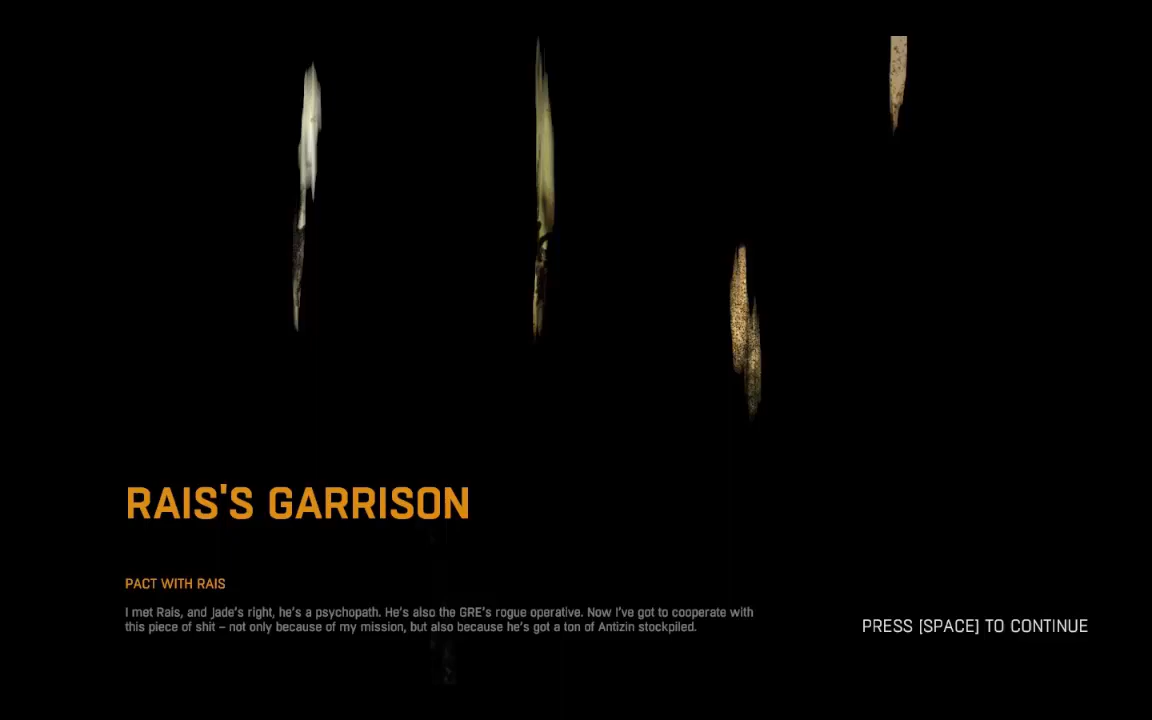 RAIS'S GARRISON
PACT WITH RAIS
I met Rais, and Jade's right, he's a psychopath. He's also the GRE's rogue operative. Now I've got to cooperate with
this piece of shit – not only because of my mission, but also because he's got a ton of Antizin stockpiled.
PRESS [SPACE] TO CONTINUE